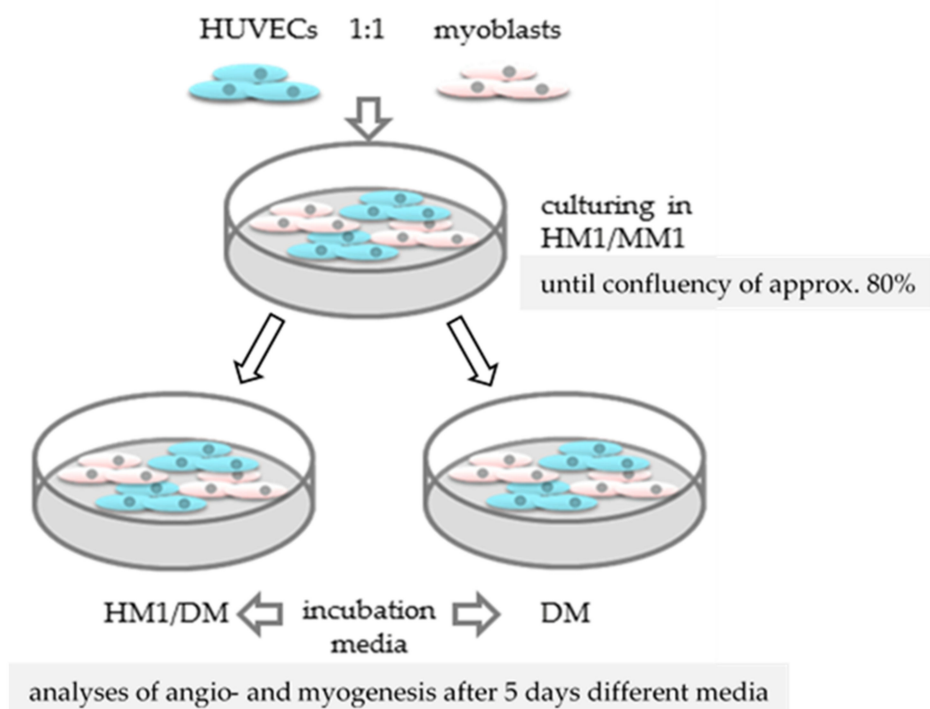 HUVECs 1:1 myoblasts
culturing in
HM1/MM1
until confluency of approx. 80%
HM1/DM incubation DM
media
analyses of angio- and myogenesis after 5 days different media